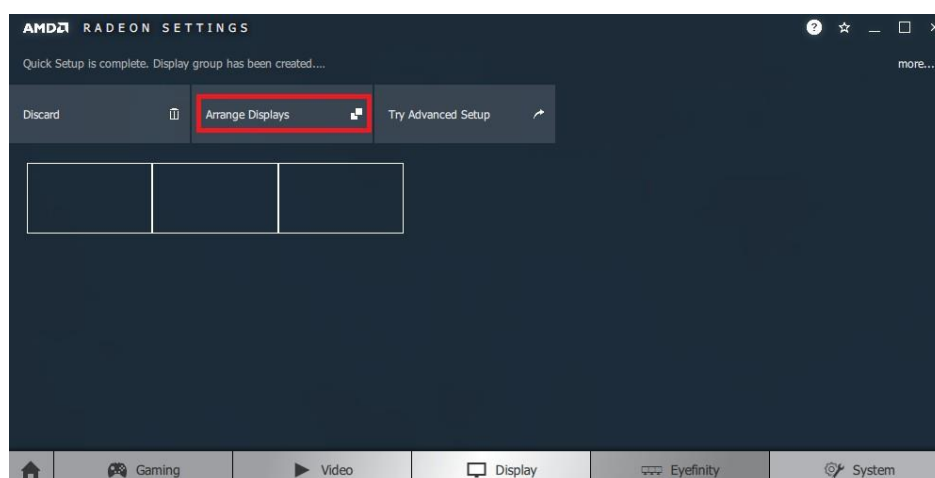 AMD RADEON SETTINGS
Quick Setup is complete. Display group has been created....
more...
Discard
Arrange Displays
Try Advanced Setup
Gaming
Video
Display
Eyefinity
System